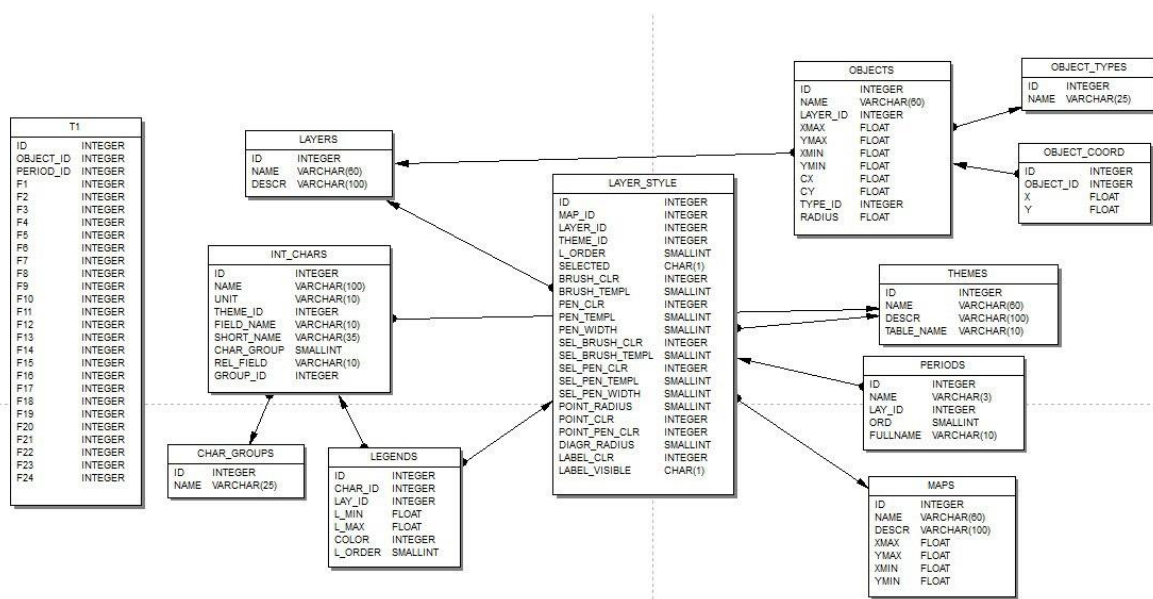 T1
ID INTEGER
OBJECT_ID INTEGER
PERIOD_ID INTEGER
F1 INTEGER
F2 INTEGER
F3 INTEGER
F4 INTEGER
F5 INTEGER
F6 INTEGER
F7 INTEGER
F8 INTEGER
F9 INTEGER
F10 INTEGER
F11 INTEGER
F12 INTEGER
F13 INTEGER
F14 INTEGER
F15 INTEGER
F16 INTEGER
F17 INTEGER
F18 INTEGER
F19 INTEGER
F20 INTEGER
F21 INTEGER
F22 INTEGER
F23 INTEGER
F24 INTEGER
LAYERS
ID INTEGER
NAME VARCHAR(60)
DESCR VARCHAR(100)
INT_CHARS
ID INTEGER
NAME VARCHAR(100)
UNIT VARCHAR(10)
THEME_ID INTEGER
FIELD_NAME VARCHAR(10)
SHORT_NAME VARCHAR(35)
CHAR_GROUP SMALLINT
REL_FIELD VARCHAR(10)
GROUP_ID INTEGER
CHAR_GROUPS
ID INTEGER
NAME VARCHAR(25)
LEGENDS
ID INTEGER
CHAR_ID INTEGER
LAY_ID INTEGER
L_MIN FLOAT
L_MAX FLOAT
COLOR INTEGER
L_ORDER SMALLINT
LAYER_STYLE
ID INTEGER
MAP_ID INTEGER
LAYER_ID INTEGER
THEME_ID INTEGER
L_ORDER SMALLINT
SELECTED CHAR(1)
BRUSH_CLR INTEGER
BRUSH_TEMPL SMALLINT
PEN_CLR INTEGER
PEN_TEMPL SMALLINT
PEN_WIDTH SMALLINT
SEL_BRUSH_CLR INTEGER
SEL_BRUSH_TEMPL SMALLINT
SEL_PEN_CLR INTEGER
SEL_PEN_TEMPL SMALLINT
SEL_PEN_WIDTH SMALLINT
POINT_RADIUS SMALLINT
POINT_CLR INTEGER
POINT_PEN_CLR INTEGER
DIAGR_RADIUS SMALLINT
LABEL_CLR INTEGER
LABEL_VISIBLE CHAR(1)
OBJECTS
ID INTEGER
NAME VARCHAR(60)
LAYER_ID INTEGER
XMAX FLOAT
YMAX FLOAT
XMIN FLOAT
YMIN FLOAT
CX FLOAT
CY FLOAT
TYPE_ID INTEGER
RADIUS FLOAT
OBJECT_TYPES
ID INTEGER
NAME VARCHAR(25)
OBJECT_COORD
ID INTEGER
OBJECT_ID INTEGER
X FLOAT
Y FLOAT
THEMES
ID INTEGER
NAME VARCHAR(60)
DESCR VARCHAR(100)
TABLE_NAME VARCHAR(10)
PERIODS
ID INTEGER
NAME VARCHAR(3)
LAY_ID INTEGER
ORD SMALLINT
FULLNAME VARCHAR(10)
MAPS
ID INTEGER
NAME VARCHAR(60)
DESCR VARCHAR(100)
XMAX FLOAT
YMAX FLOAT
XMIN FLOAT
YMIN FLOAT